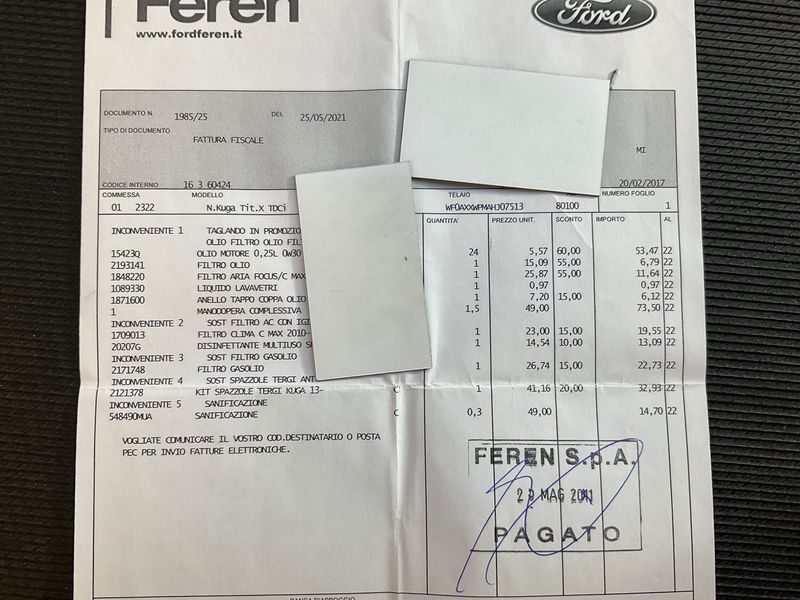 Feren
www.fordferen.it
Ford
DOCUMENTO N. 1985/25 DEL 25/05/2021
TIPO DI DOCUMENTO
FATTURA FISCALE
MI
CODICE INTERNO 16 3 60424 20/02/2017
COMMESSA MODELLO TELAIO NUMERO FOGLIO
01 2322 N.Kuga Tit.X TDCi WF0AXXWPMAHJ07513 80100 1
QUANTITA' PREZZO UNIT. SCONTO IMPORTO AL
INCONVENIENTE 1 TAGLANDO IN PROMOZIO
OLIO FILTRO OLIO FIL
15423Q OLIO MOTORE 0,25L 0W30 24 5,57 60,00 53,47 22
2193141 FILTRO OLIO 1 15,09 55,00 6,79 22
1848220 FILTRO ARIA FOCUS/C MAX 1 25,87 55,00 11,64 22
1089330 LIQUIDO LAVAVETRI 1 0,97 0,97 22
1871600 ANELLO TAPPO COPPA OLIO 1 7,20 15,00 6,12 22
1 MANODOPERA COMPLESSIVA 1,5 49,00 73,50 22
INCONVENIENTE 2 SOST FILTRO AC CON IGI
1709013 FILTRO CLIMA C MAX 2010- 1 23,00 15,00 19,55 22
20207G DISINFETTANTE MULTIUSO SP 1 14,54 10,00 13,09 22
INCONVENIENTE 3 SOST FILTRO GASOLIO
2171748 FILTRO GASOLIO 1 26,74 15,00 22,73 22
INCONVENIENTE 4 SOST SPAZZOLE TERGI ANT
2121378 KIT SPAZZOLE TERGI KUGA 13- C 1 41,16 20,00 32,93 22
INCONVENIENTE 5 SANIFICAZIONE
548490MUA SANIFICAZIONE C 0,3 49,00 14,70 22
VOGLIATE COMUNICARE IL VOSTRO COD.DESTINATARIO O POSTA
PEC PER INVIO FATTURE ELETTRONICHE.
FEREN S.p.A.
MAG
PAGATO